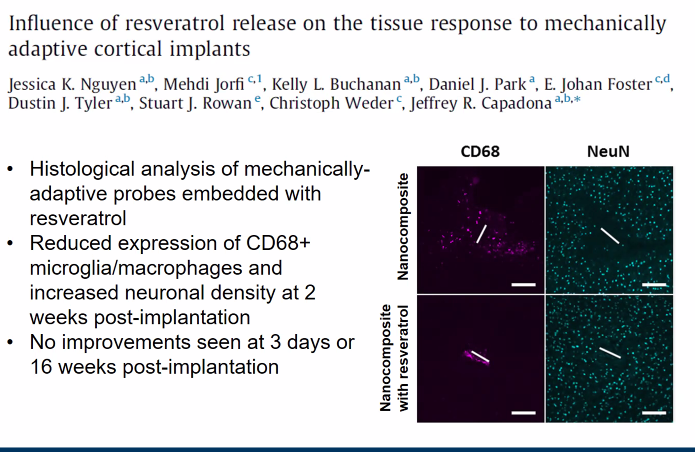 Influence of resveratrol release on the tissue response to mechanically
adaptive cortical implants
Jessica K. Nguyen a,b, Mehdi Jorfi c,1, Kelly L. Buchanan a,b, Daniel J. Park a, E. Johan Foster c,d,
Dustin J. Tyler a,b, Stuart J. Rowan e, Christoph Weder c, Jeffrey R. Capadona a,b,*
• Histological analysis of mechanically-
adaptive probes embedded with
resveratrol
• Reduced expression of CD68+
microglia/macrophages and
increased neuronal density at 2
weeks post-implantation
• No improvements seen at 3 days or
16 weeks post-implantation
CD68
NeuN
Nanocomposite
Nanocomposite
with resveratrol